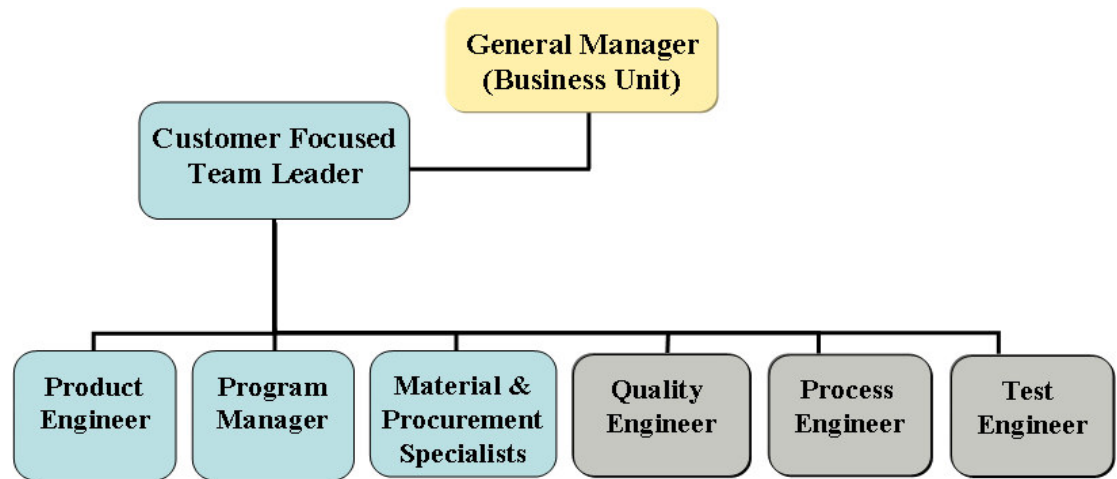 General Manager
(Business Unit)
Customer Focused
Team Leader
Product
Engineer
Program
Manager
Material &
Procurement
Specialists
Quality
Engineer
Process
Engineer
Test
Engineer